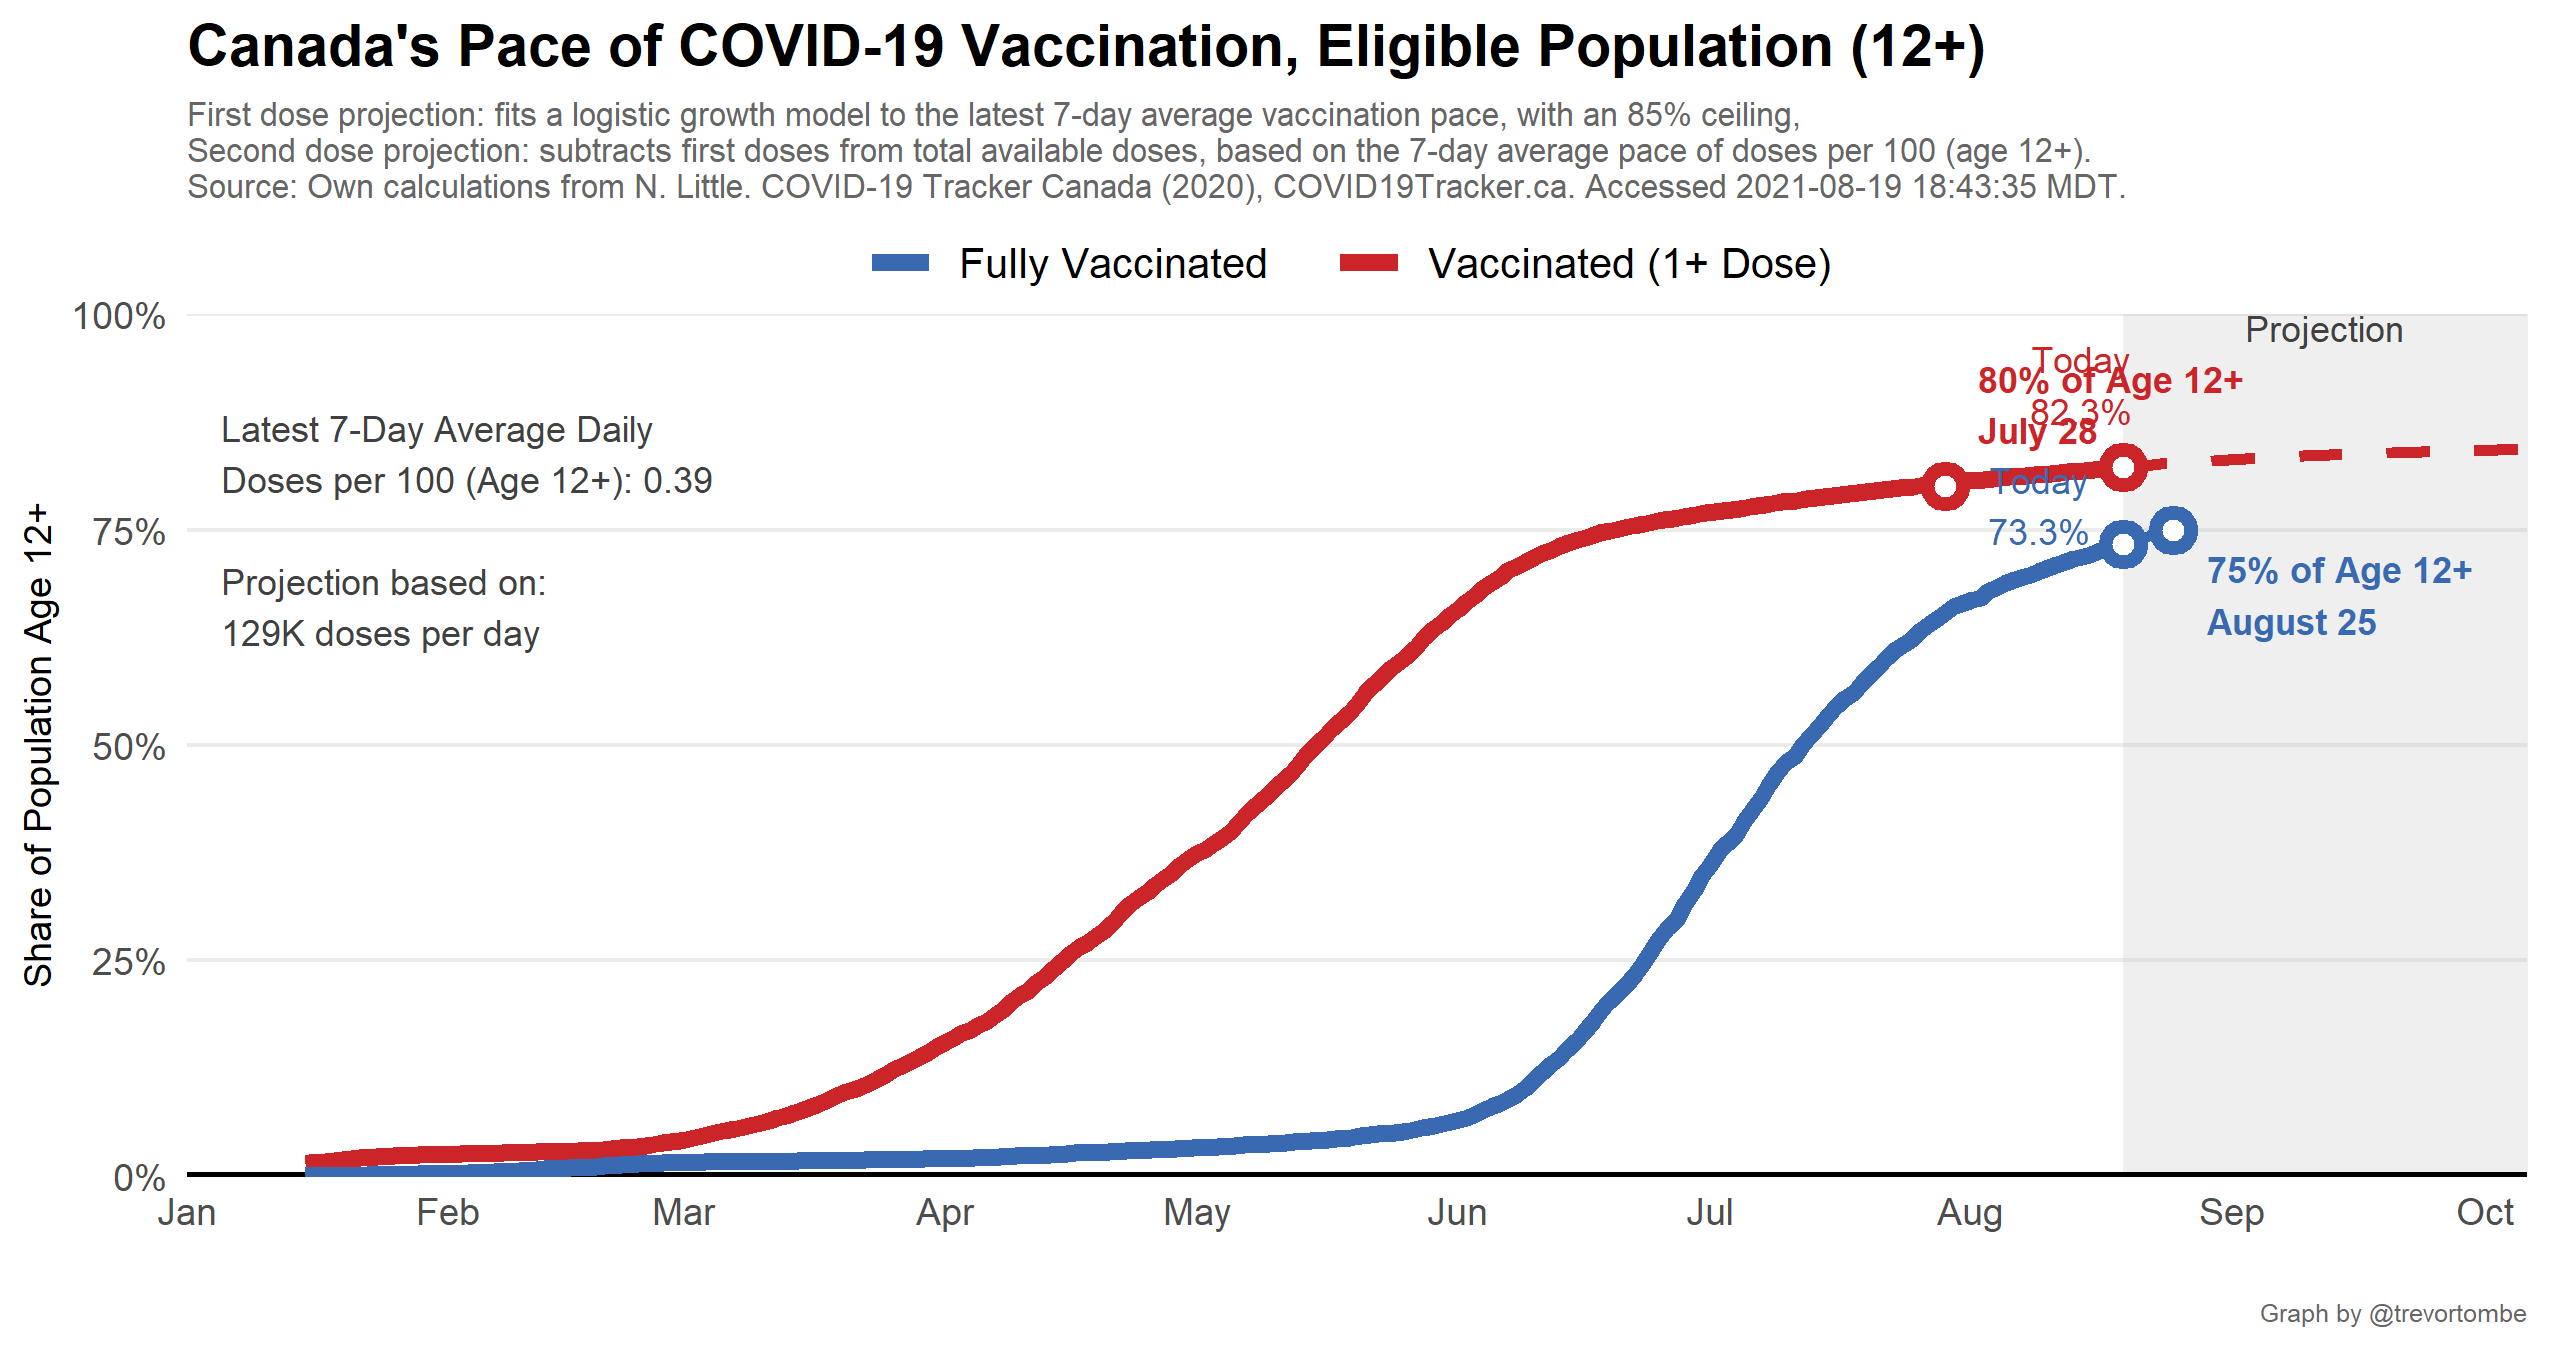 Canada's Pace of COVID-19 Vaccination, Eligible Population (12+)
First dose projection: fits a logistic growth model to the latest 7-day average vaccination pace, with an 85% ceiling,
Second dose projection: subtracts first doses from total available doses, based on the 7-day average pace of doses per 100 (age 12+).
Source: Own calculations from N. Little. COVID-19 Tracker Canada (2020), COVID19Tracker.ca. Accessed 2021-08-19 18:43:35 MDT.
Fully Vaccinated
Vaccinated (1+ Dose)
Share of Population Age 12+
100%
75%
50%
25%
0%
Latest 7-Day Average Daily
Doses per 100 (Age 12+): 0.39
Projection based on:
129K doses per day
Projection
Today
82.3%
80% of Age 12+
July 28
Today
73.3%
75% of Age 12+
August 25
Jan
Feb
Mar
Apr
May
Jun
Jul
Aug
Sep
Oct
Graph by @trevortombe